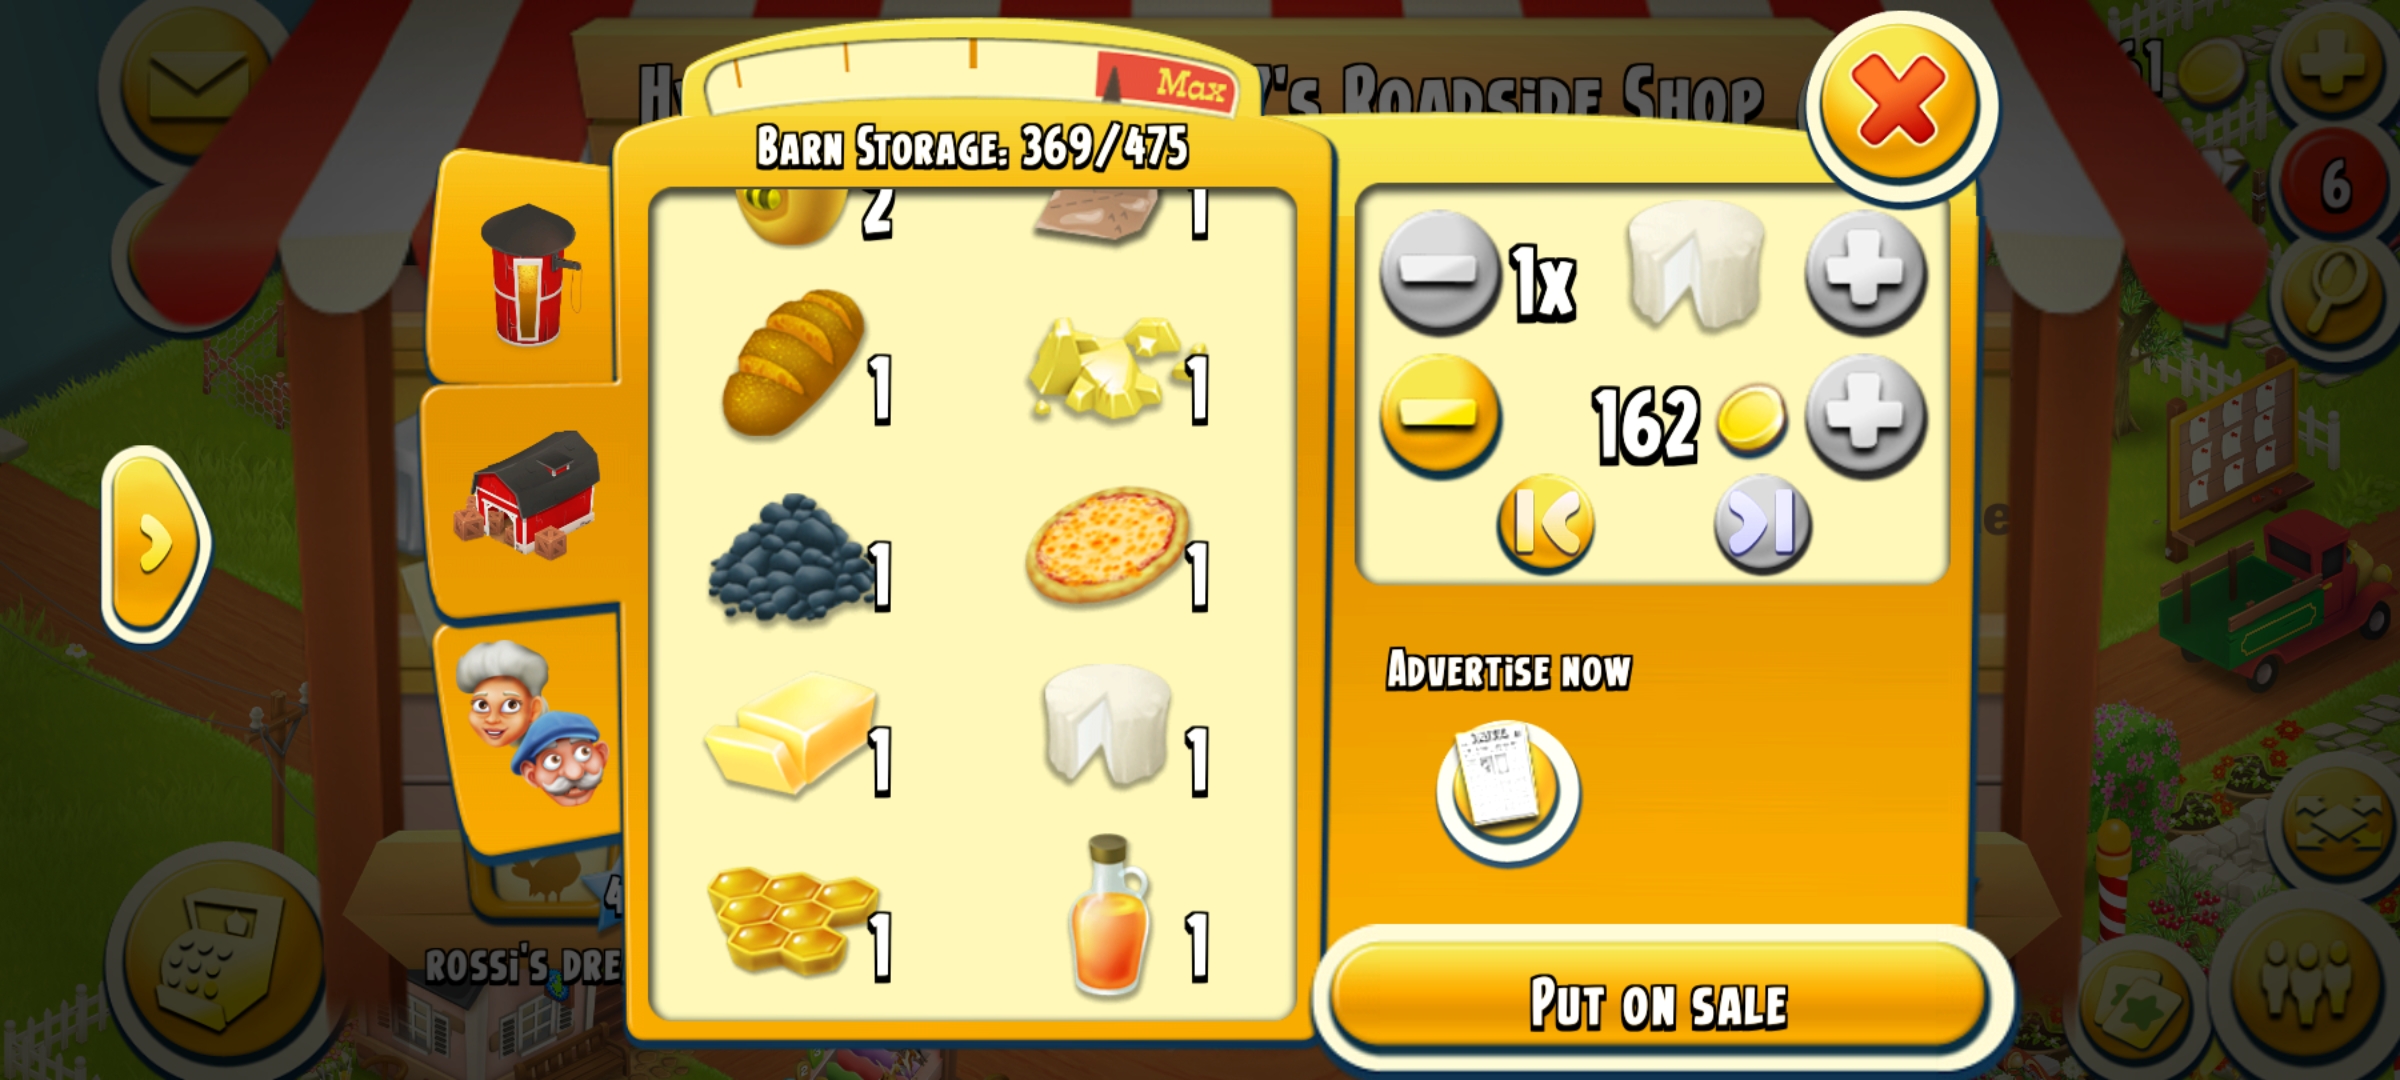 's Roadside Shop
Max
Barn Storage: 369/475
6
2
1
1x
1
1
162
1
1
Advertise now
1
1
Rossi's Dre
1
1
Put on sale